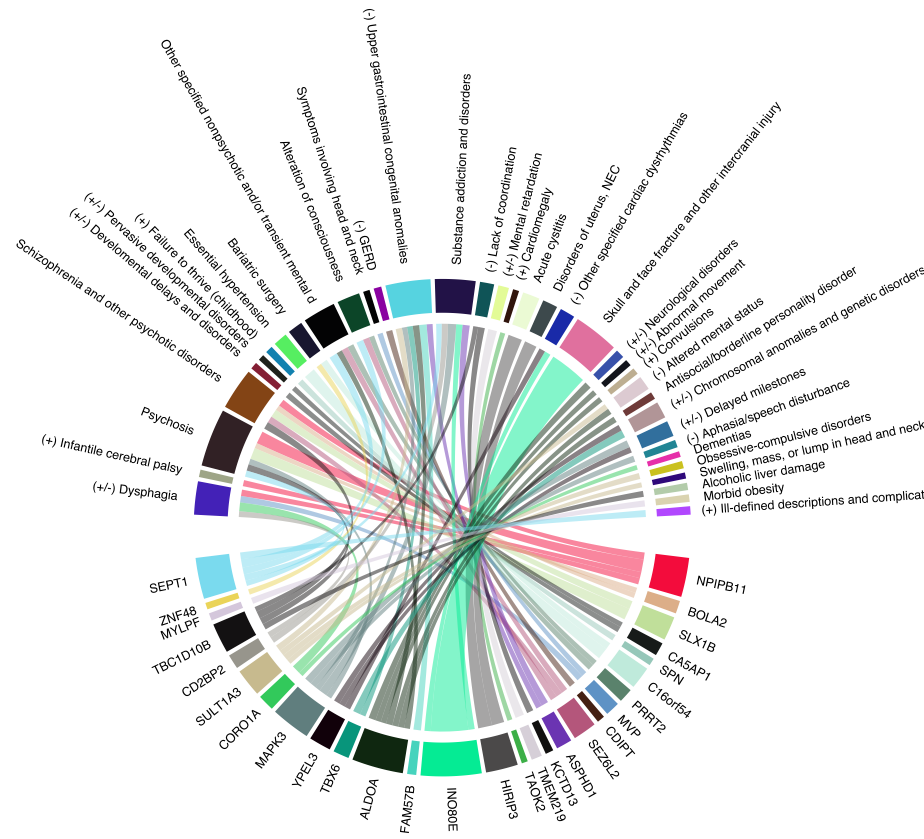 (+/-) Dysphagia
(+) Infantile cerebral palsy
Psychosis
Schizophrenia and other psychotic disorders
(+/-) Develomental delays and disorders
(+/-) Pervasive developmental disorders
(+) Failure to thrive (childhood)
Essential hypertension
Bariatric surgery
Other specified nonpsychotic and/or transient mental d
Alteration of consciousness
Symptoms involving head and neck
(-) GERD
(-) Upper gastrointestinal congenital anomalies
Substance addiction and disorders
(-) Lack of coordination
(+/-) Mental retardation
(+) Cardiomegaly
Acute cystitis
Disorders of uterus, NEC
(-) Other specified cardiac dysrhythmias
Skull and face fracture and other intercranial injury
(+/-) Neurological disorders
(+/-) Abnormal movement
(+) Convulsions
(-) Altered mental status
Antisocial/borderline personality disorder
(+/-) Chromosomal anomalies and genetic disorders
(+/-) Delayed milestones
(-) Aphasia/speech disturbance
Dementias
Obsessive-compulsive disorders
Swelling, mass, or lump in head and neck
Alcoholic liver damage
Morbid obesity
(+) Ill-defined descriptions and complicat
NPIPB11
BOLA2
SLX1B
CA5AP1
SPN
C16orf54
PRRT2
MVP
CDIPT
SEZ6L2
ASPHD1
KCTD13
TMEM219
TAOK2
HIRIP3
INO80E
FAM57B
ALDOA
TBX6
YPEL3
MAPK3
CORO1A
SULT1A3
CD2BP2
TBC1D10B
MYLPF
ZNF48
SEPT1